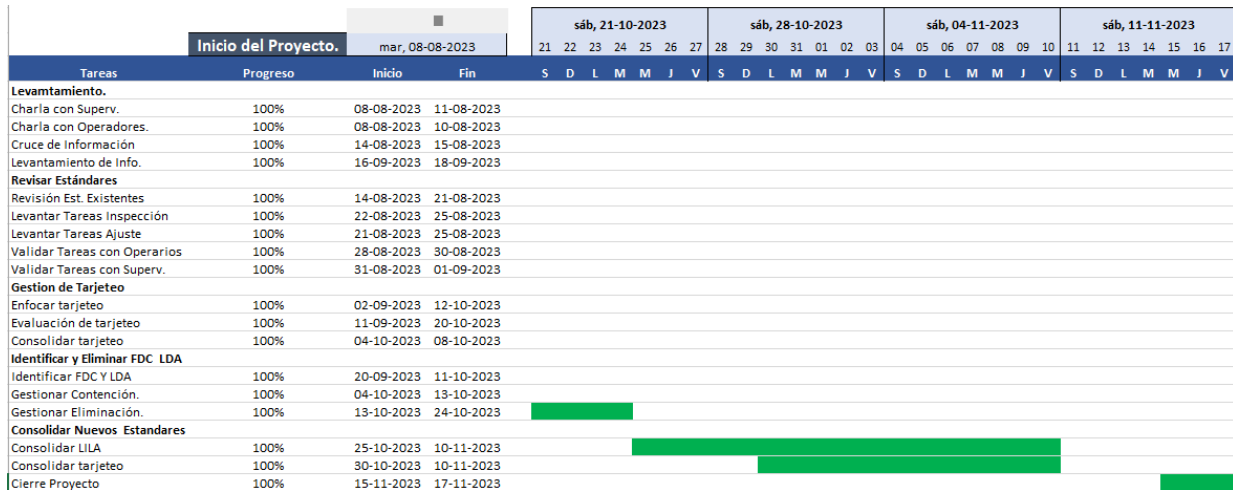 sáb, 21-10-2023 sáb, 28-10-2023 sáb, 04-11-2023 sáb, 11-11-2023
Inicio del Proyecto. mar, 08-08-2023 21 22 23 24 25 26 27 28 29 30 31 01 02 03 04 05 06 07 08 09 10 11 12 13 14 15 16 17
Tareas Progreso Inicio Fin S D L M M J V S D L M M J V S D L M M J V S D L M M J V
Levamtamiento.
Charla con Superv. 100% 08-08-2023 11-08-2023
Charla con Operadores. 100% 08-08-2023 10-08-2023
Cruce de Información 100% 14-08-2023 15-08-2023
Levantamiento de Info. 100% 16-09-2023 18-09-2023
Revisar Estándares
Revisión Est. Existentes 100% 14-08-2023 21-08-2023
Levantar Tareas Inspección 100% 22-08-2023 25-08-2023
Levantar Tareas Ajuste 100% 21-08-2023 25-08-2023
Validar Tareas con Operarios 100% 28-08-2023 30-08-2023
Validar Tareas con Superv. 100% 31-08-2023 01-09-2023
Gestion de Tarjeteo
Enfocar tarjeteo 100% 02-09-2023 12-10-2023
Evaluación de tarjeteo 100% 11-09-2023 20-10-2023
Consolidar tarjeteo 100% 04-10-2023 08-10-2023
Identificar y Eliminar FDC LDA
Identificar FDC Y LDA 100% 20-09-2023 11-10-2023
Gestionar Contención. 100% 04-10-2023 13-10-2023
Gestionar Eliminación. 100% 13-10-2023 24-10-2023
Consolidar Nuevos Estandares
Consolidar LILA 100% 25-10-2023 10-11-2023
Consolidar tarjeteo 100% 30-10-2023 10-11-2023
Cierre Proyecto 100% 15-11-2023 17-11-2023